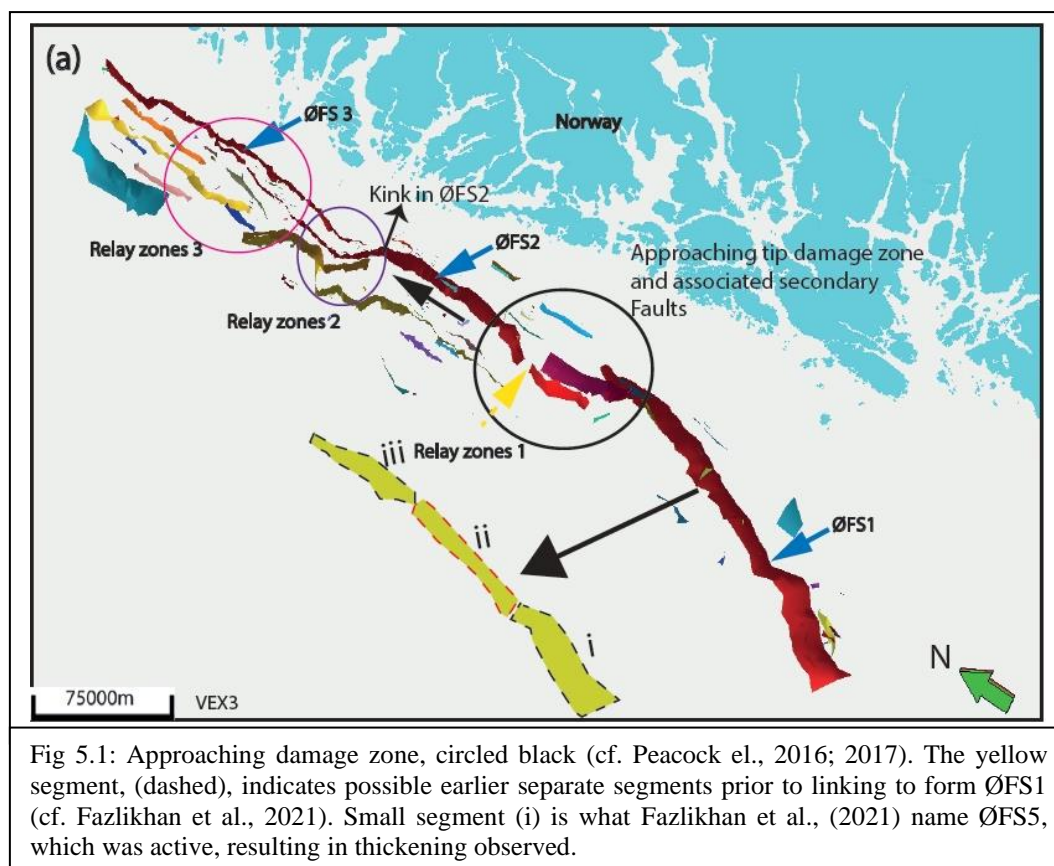 (a)
ØFS 3
Norway
Kink in ØFS2
Relay zones 3
ØFS2
Approaching tip damage zone
and associated secondary
Faults
Relay zones 2
Relay zones 1
iii
ii
ØFS1
i
N
75000m
VEX3
Fig 5.1: Approaching damage zone, circled black (cf. Peacock el., 2016; 2017). The yellow
segment, (dashed), indicates possible earlier separate segments prior to linking to form ØFS1
(cf. Fazlikhan et al., 2021). Small segment (i) is what Fazlikhan et al., (2021) name ØFS5,
which was active, resulting in thickening observed.